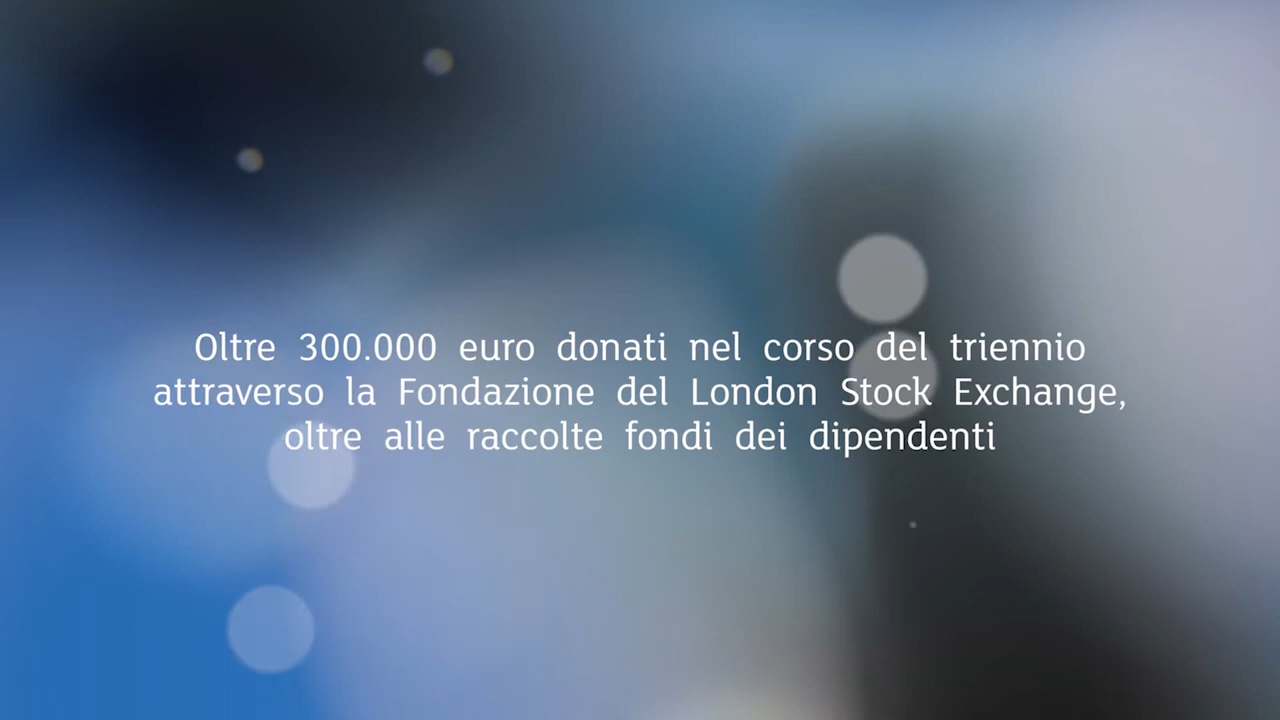 Oltre 300.000 euro donati nel corso del triennio
attraverso la Fondazione del London Stock Exchange,
oltre alle raccolte fondi dei dipendenti